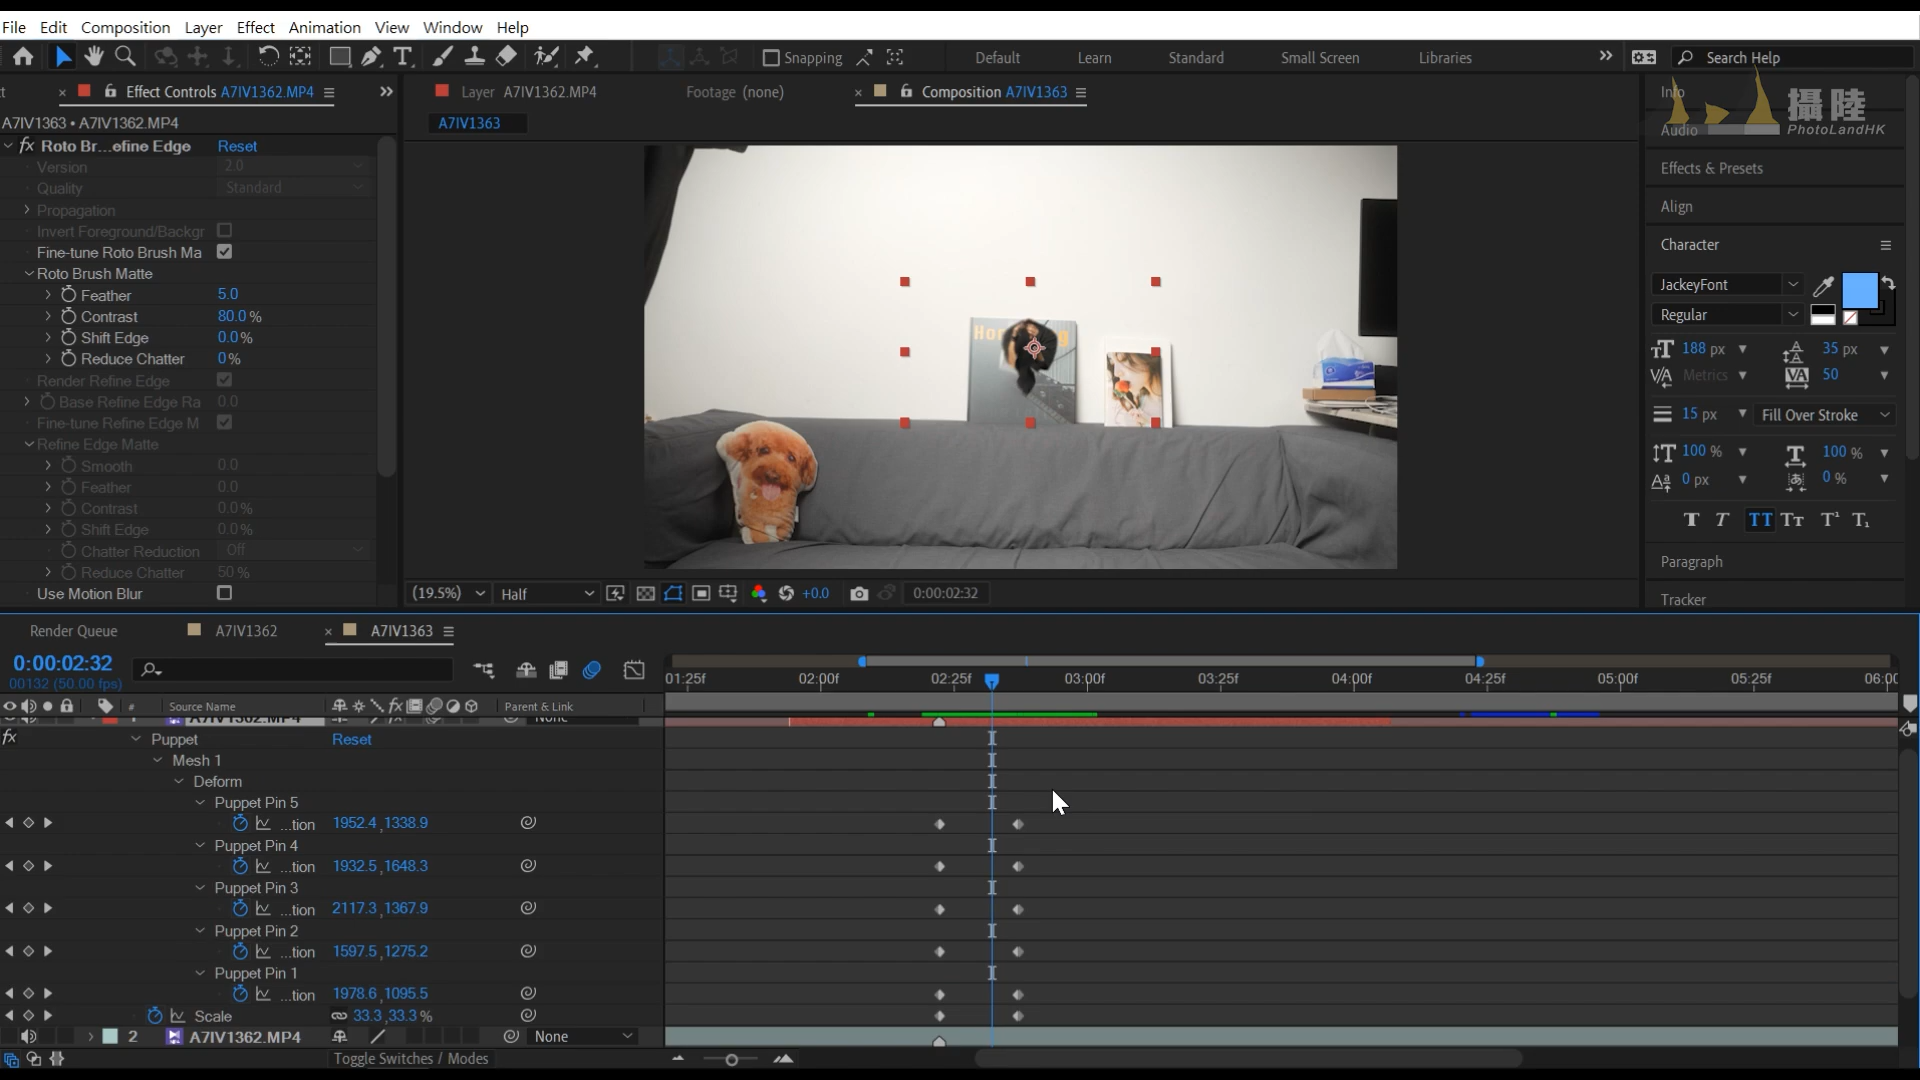 File Edit Composition Layer Effect Animation View Window Help
Snapping Default Learn Standard Small Screen Libraries Search Help
Effect Controls A7IV1362.MP4
Layer A7IV1362.MP4 Footage (none) Composition A7IV1363
Info
攝陸
PhotoLandHK
A7IV1363 • A7IV1362.MP4
A7IV1363
Audio
Roto Br...efine Edge Reset
Version 2.0
Quality Standard
Propagation
Invert Foreground/Backgr
Fine-tune Roto Brush Ma
Roto Brush Matte
Feather 5.0
Contrast 80.0 %
Shift Edge 0.0%
Reduce Chatter 0%
Render Refine Edge
Base Refine Edge Ra 0.0
Fine-tune Refine Edge M
Refine Edge Matte
Smooth 0.0
Feather 0.0
Contrast 0.0%
Shift Edge 0.0%
Chatter Reduction Off
Reduce Chatter 50 %
Use Motion Blur
Effects & Presets
Align
Character
JackeyFont
Regular
188 px 35 px
Metrics 50
15 px Fill Over Stroke
100 % 100 %
0 px 0 %
T T TT Tт T¹ T₁
Paragraph
Tracker
(19.5%) Half +0.0 0:00:02:32
Render Queue A7IV1362 A7IV1363
0:00:02:32
00132 (50.00 fps)
01:25f 02:00f 02:25f 03:00f 03:25f 04:00f 04:25f 05:00f 05:25f 06:00
# Source Name Parent & Link
A7IV1362.MP4 None
fx Puppet Reset
Mesh 1
Deform
Puppet Pin 5
...tion 1952.4,1338.9
Puppet Pin 4
...tion 1932.5,1648.3
Puppet Pin 3
...tion 2117.3,1367.9
Puppet Pin 2
...tion 1597.5,1275.2
Puppet Pin 1
...tion 1978.6,1095.5
Scale 33.3,33.3 %
2 A7IV1362.MP4 None
Toggle Switches / Modes